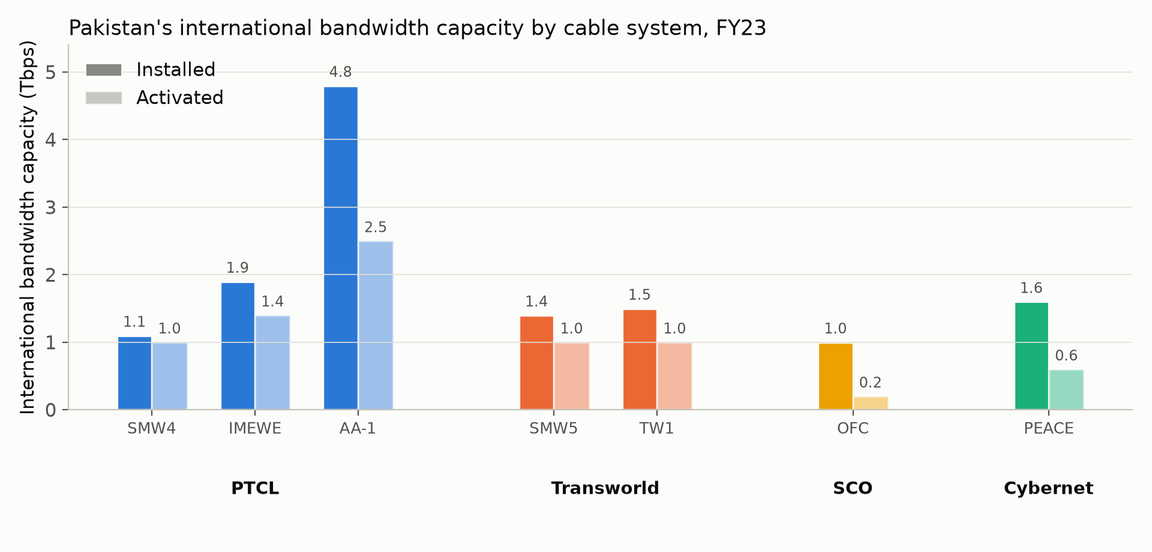 Pakistan's international bandwidth capacity by cable system, FY23
International bandwidth capacity (Tbps)
Installed
Activated
5
4
3
2
1
0
1.1
1.0
1.9
1.4
4.8
2.5
1.4
1.0
1.5
1.0
1.0
0.2
1.6
0.6
SMW4
IMEWE
AA-1
SMW5
TW1
OFC
PEACE
PTCL
Transworld
SCO
Cybernet